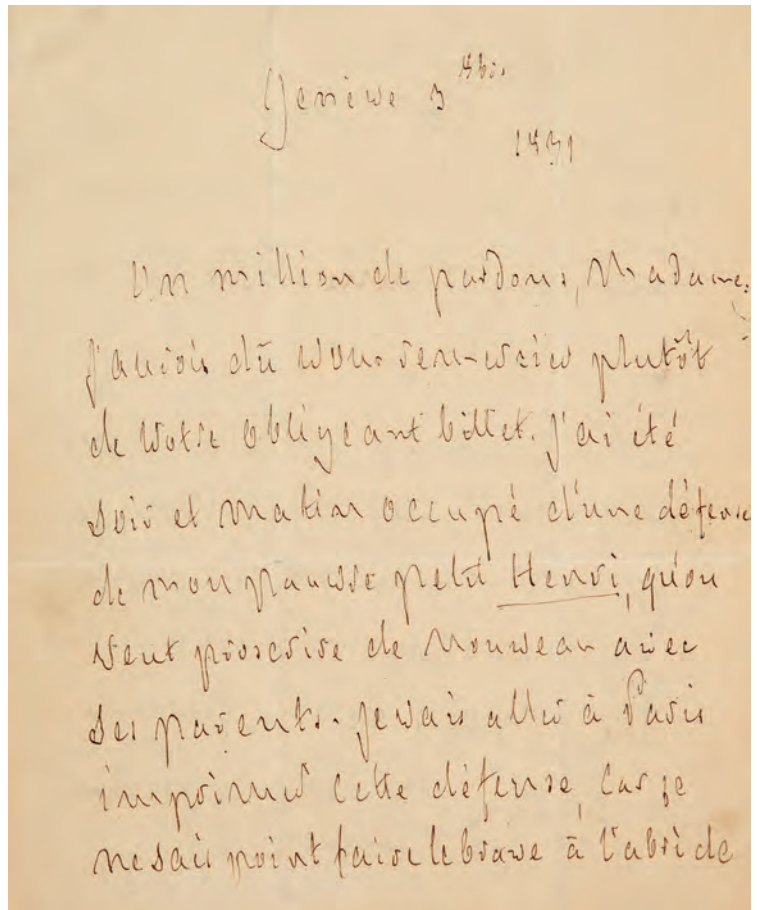 Genève 3 8bre
1831
Un million de pardons, Madame.
J'aurois dû vous remercier plutôt
de votre obligeant billet. J'ai été
soir et matin occupé d'une défense
de mon pauvre petit Henri, qu'on
veut proscrire de nouveau avec
ses parents. Je vais aller à Paris
imprimer cette défense, car je
ne sais point faire le brave à l'abri de